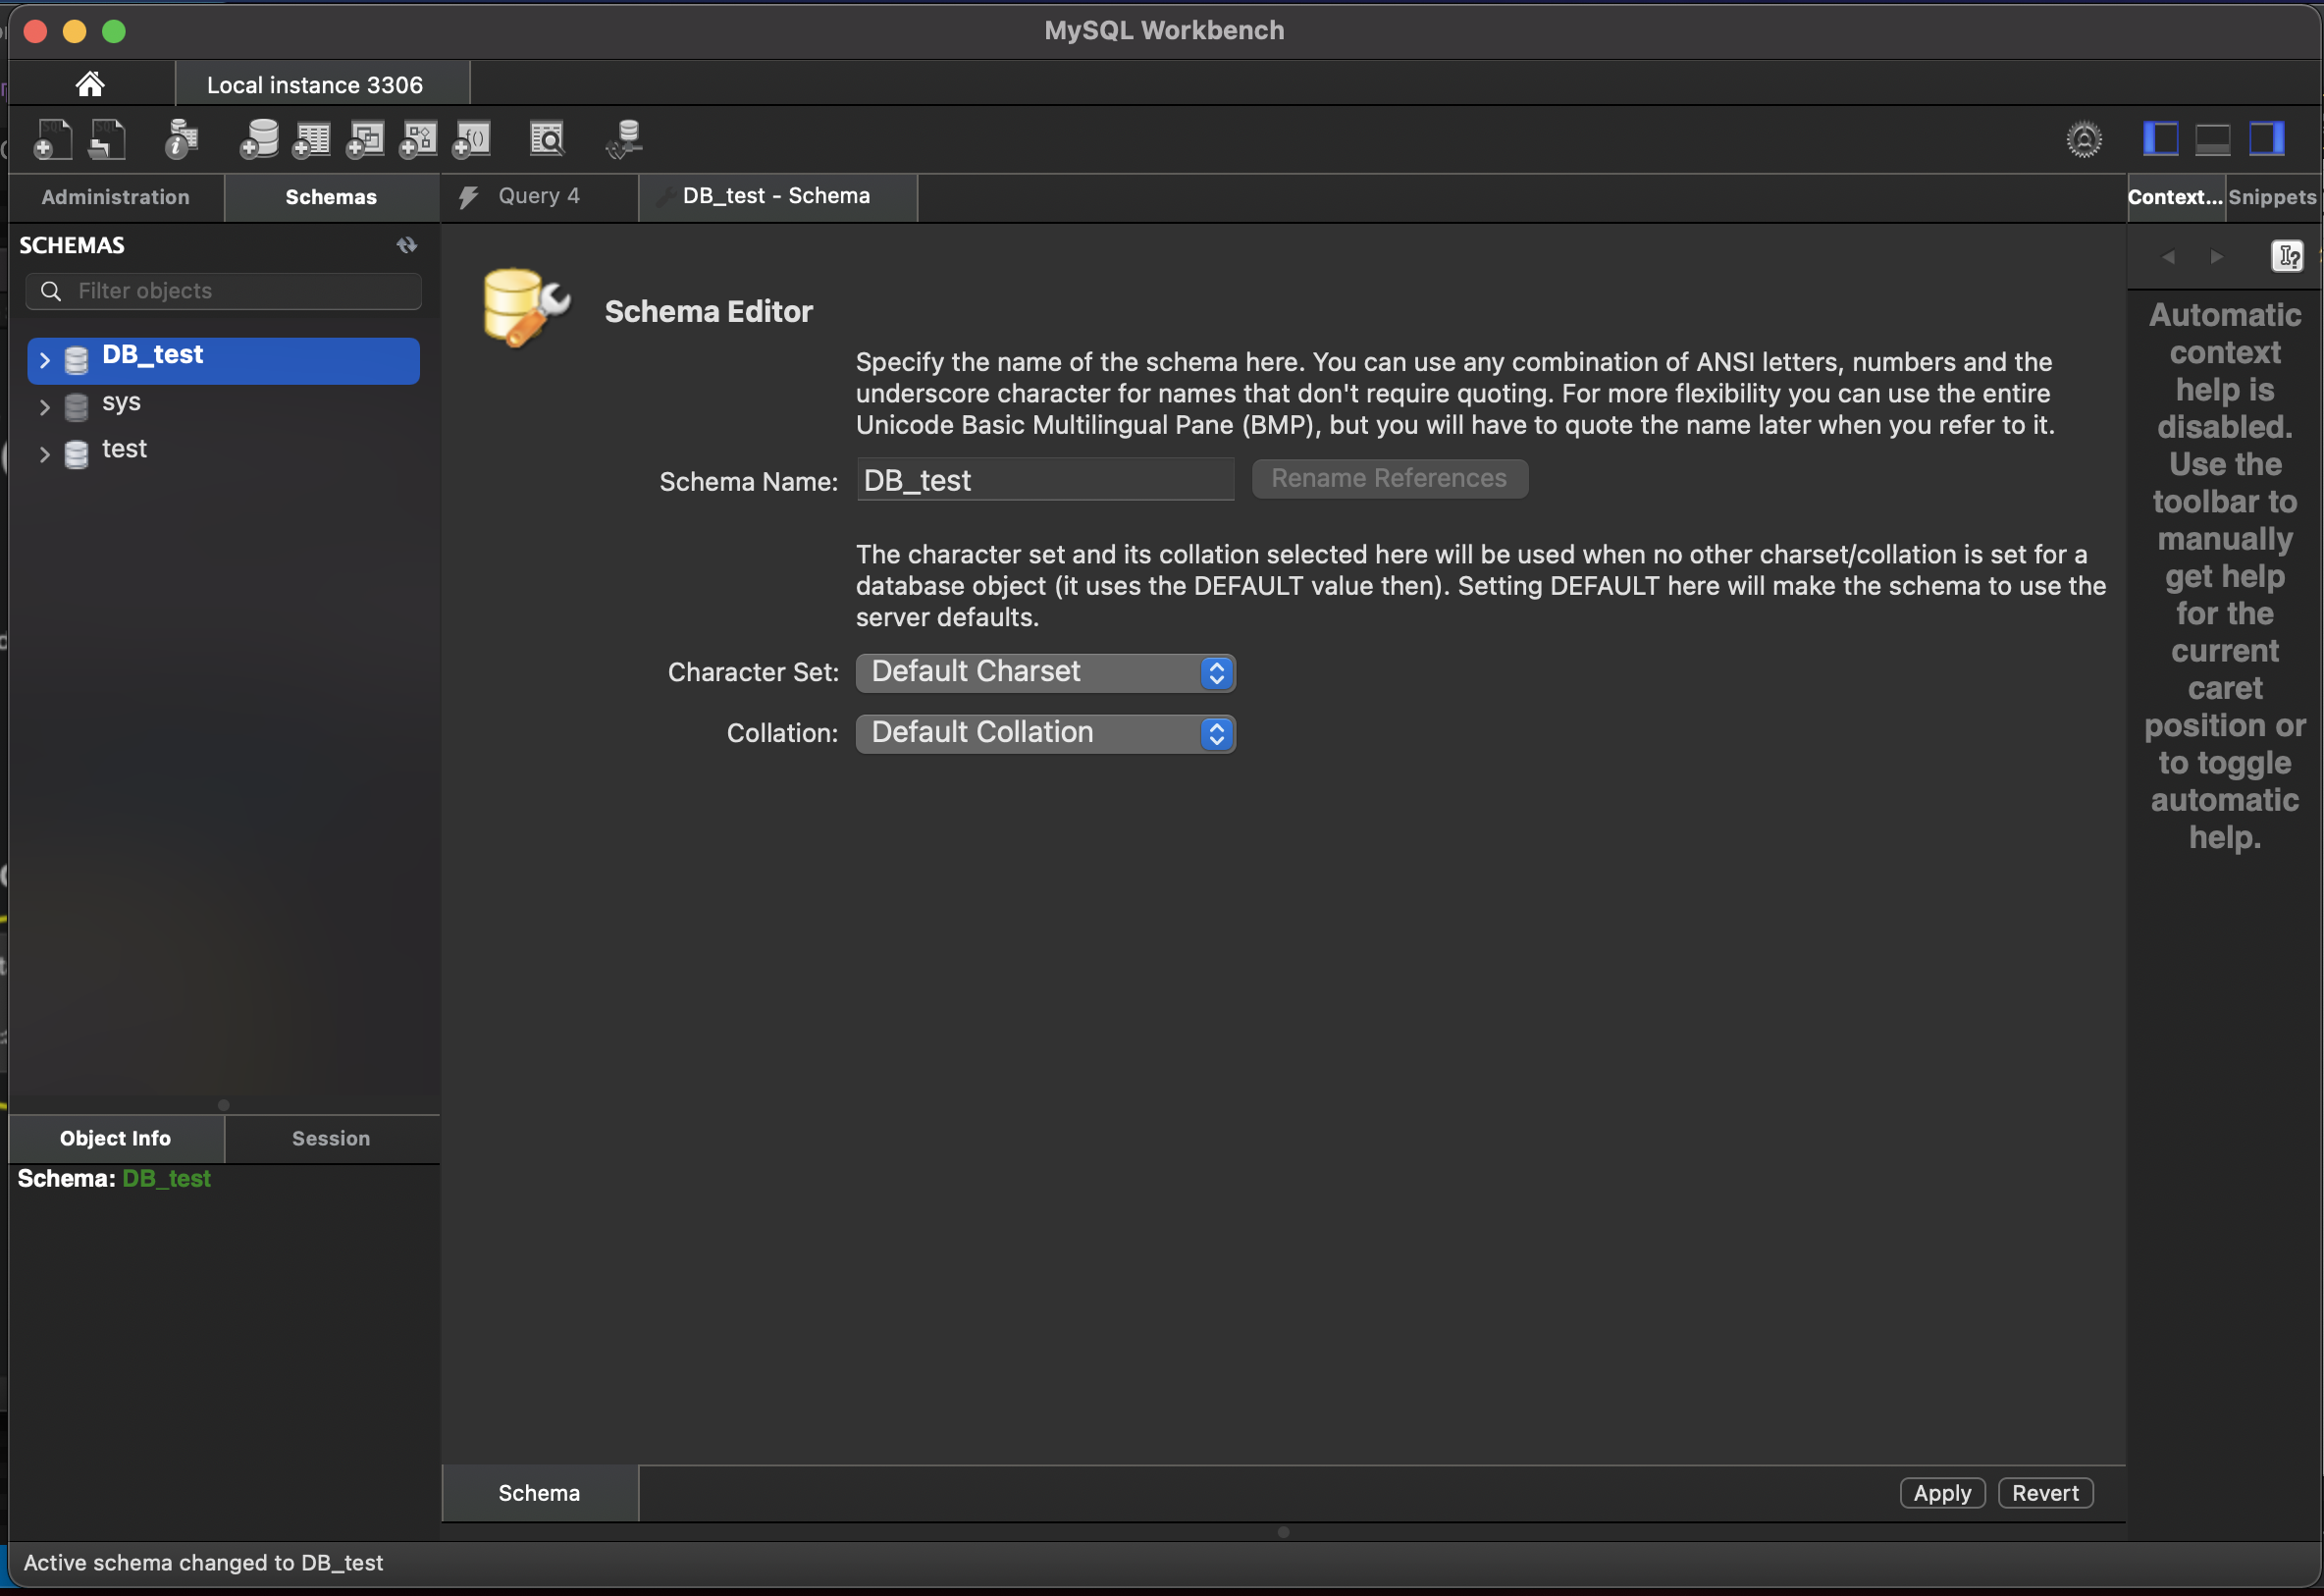 MySQL Workbench
Local instance 3306
Administration
Schemas
Query 4
DB_test - Schema
Context...
Snippets
SCHEMAS
Filter objects
DB_test
sys
test
Schema Editor
Specify the name of the schema here. You can use any combination of ANSI letters, numbers and the
underscore character for names that don't require quoting. For more flexibility you can use the entire
Unicode Basic Multilingual Pane (BMP), but you will have to quote the name later when you refer to it.
Schema Name: DB_test
Rename References
The character set and its collation selected here will be used when no other charset/collation is set for a
database object (it uses the DEFAULT value then). Setting DEFAULT here will make the schema to use the
server defaults.
Character Set: Default Charset
Collation: Default Collation
Automatic
context
help is
disabled.
Use the
toolbar to
manually
get help
for the
current
caret
position or
to toggle
automatic
help.
Object Info
Session
Schema: DB_test
Schema
Apply
Revert
Active schema changed to DB_test